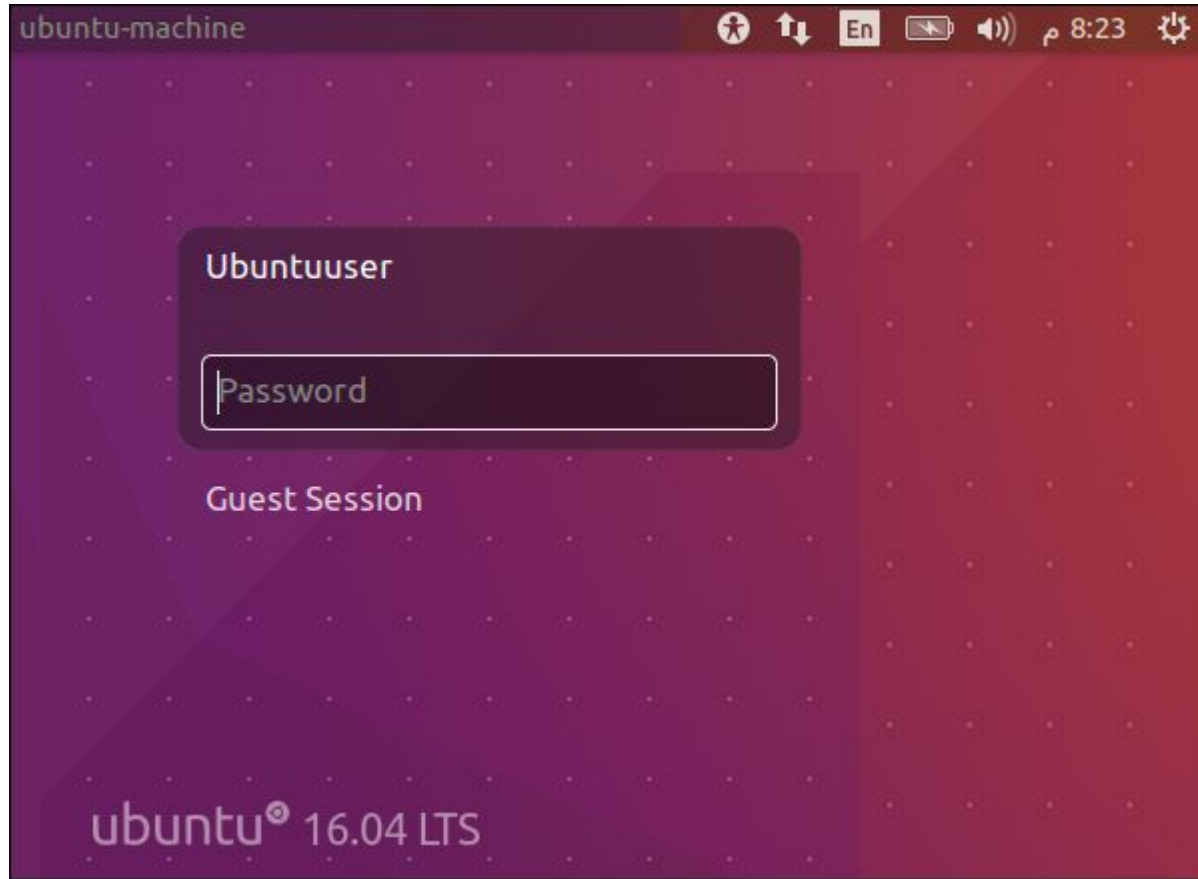 ubuntu-machine En م 8:23
Ubuntuuser
Password
Guest Session
ubuntu 16.04 LTS